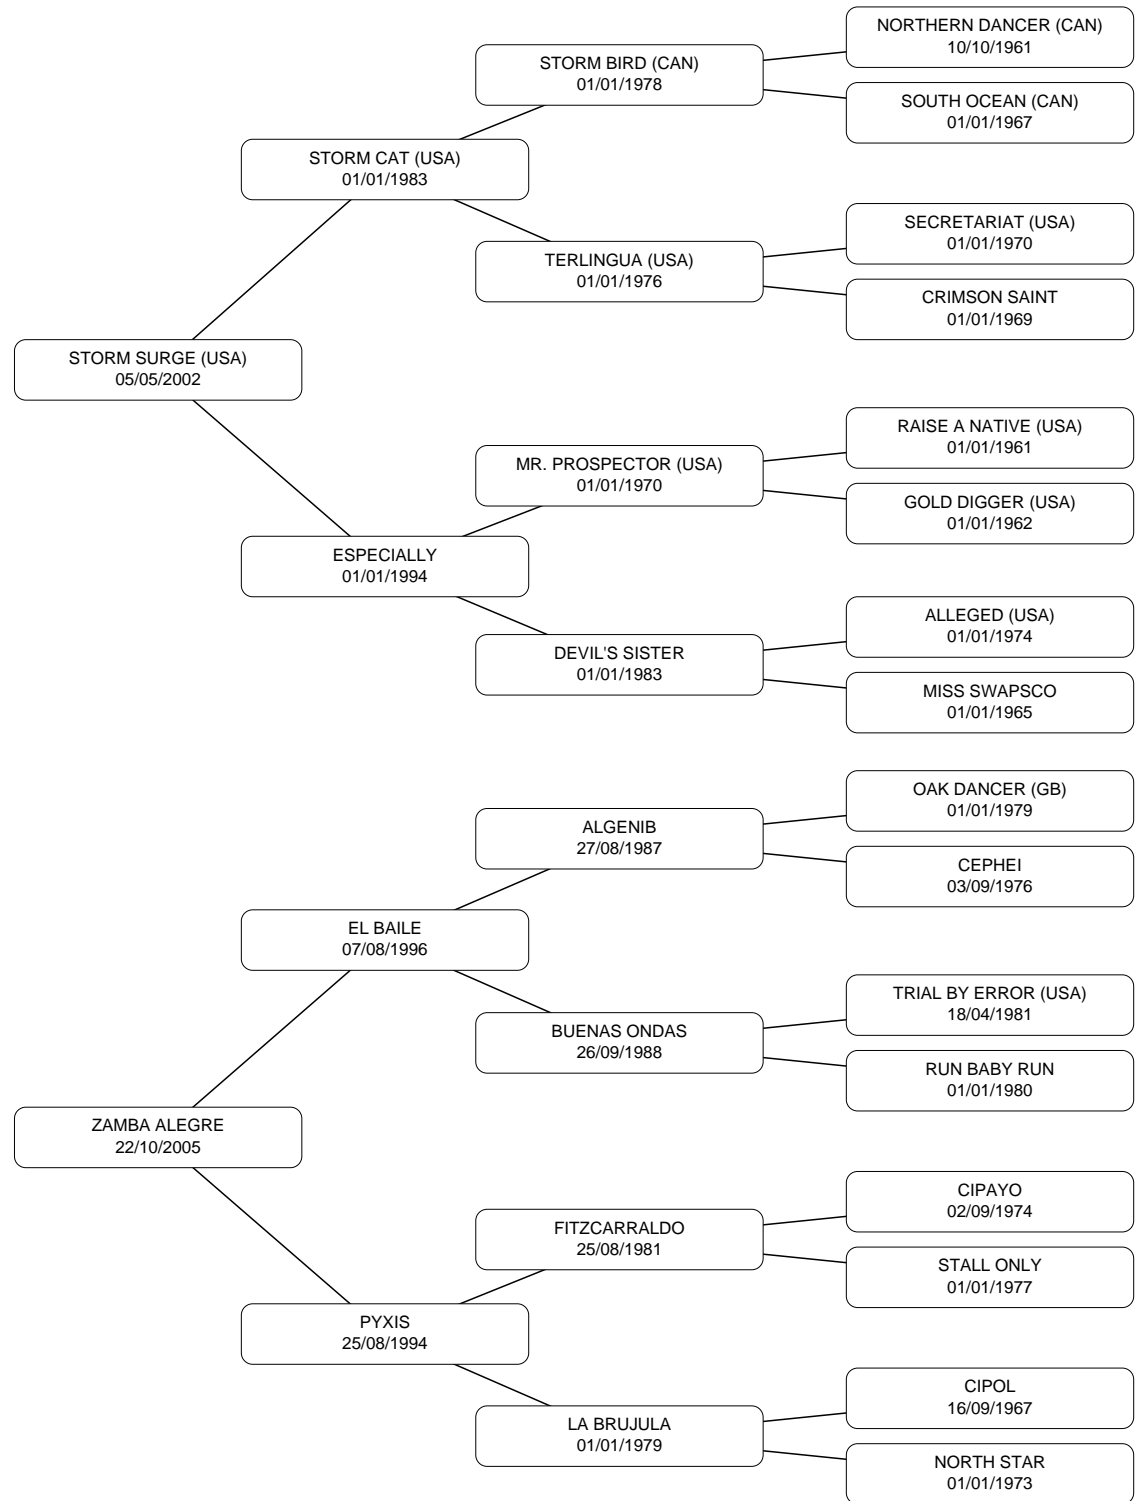 NORTHERN DANCER (CAN)
10/10/1961
STORM BIRD (CAN)
01/01/1978
SOUTH OCEAN (CAN)
01/01/1967
STORM CAT (USA)
01/01/1983
SECRETARIAT (USA)
01/01/1970
TERLINGUA (USA)
01/01/1976
CRIMSON SAINT
01/01/1969
STORM SURGE (USA)
05/05/2002
RAISE A NATIVE (USA)
01/01/1961
MR. PROSPECTOR (USA)
01/01/1970
GOLD DIGGER (USA)
01/01/1962
ESPECIALLY
01/01/1994
ALLEGED (USA)
01/01/1974
DEVIL'S SISTER
01/01/1983
MISS SWAPSCO
01/01/1965
OAK DANCER (GB)
01/01/1979
ALGENIB
27/08/1987
CEPHEI
03/09/1976
EL BAILE
07/08/1996
TRIAL BY ERROR (USA)
18/04/1981
BUENAS ONDAS
26/09/1988
RUN BABY RUN
01/01/1980
ZAMBA ALEGRE
22/10/2005
CIPAYO
02/09/1974
FITZCARRALDO
25/08/1981
STALL ONLY
01/01/1977
PYXIS
25/08/1994
CIPOL
16/09/1967
LA BRUJULA
01/01/1979
NORTH STAR
01/01/1973